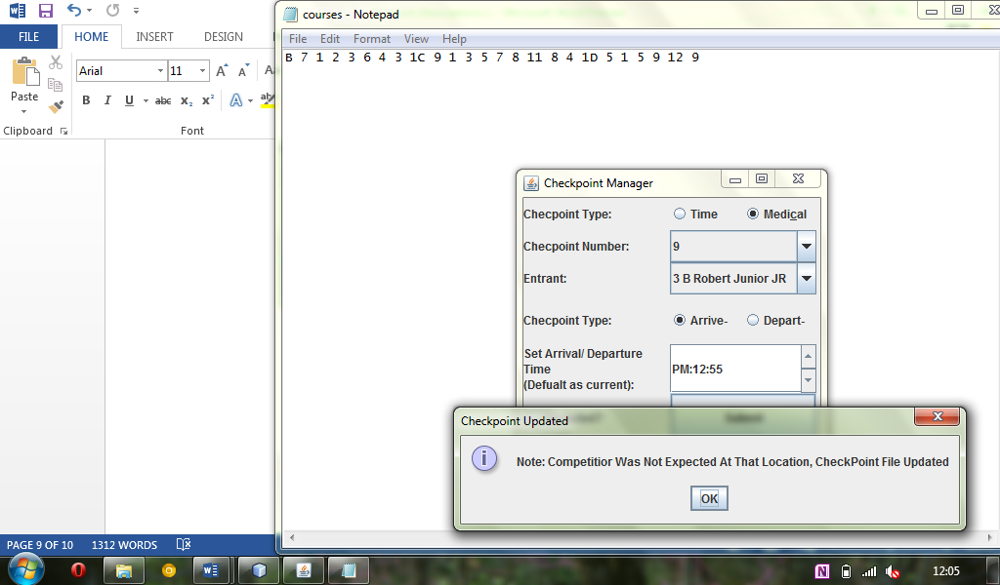 courses - Notepad
FILE HOME INSERT DESIGN
File Edit Format View Help
B 7 1 2 3 6 4 3 1C 9 1 3 5 7 8 11 8 4 1D 5 1 5 9 12 9
Arial 11 A A A
Paste
B I U abc x2 x2 A ab
Clipboard Font
Checkpoint Manager
Checpoint Type: Time Medical
Checpoint Number: 9
Entrant: 3 B Robert Junior JR
Checpoint Type: Arrive- Depart-
Set Arrival/ Departure
Time
(Defualt as current):
PM:12:55
Checkpoint Updated
Note: Competitior Was Not Expected At That Location, CheckPoint File Updated
OK
PAGE 9 OF 10 1312 WORDS
12:05